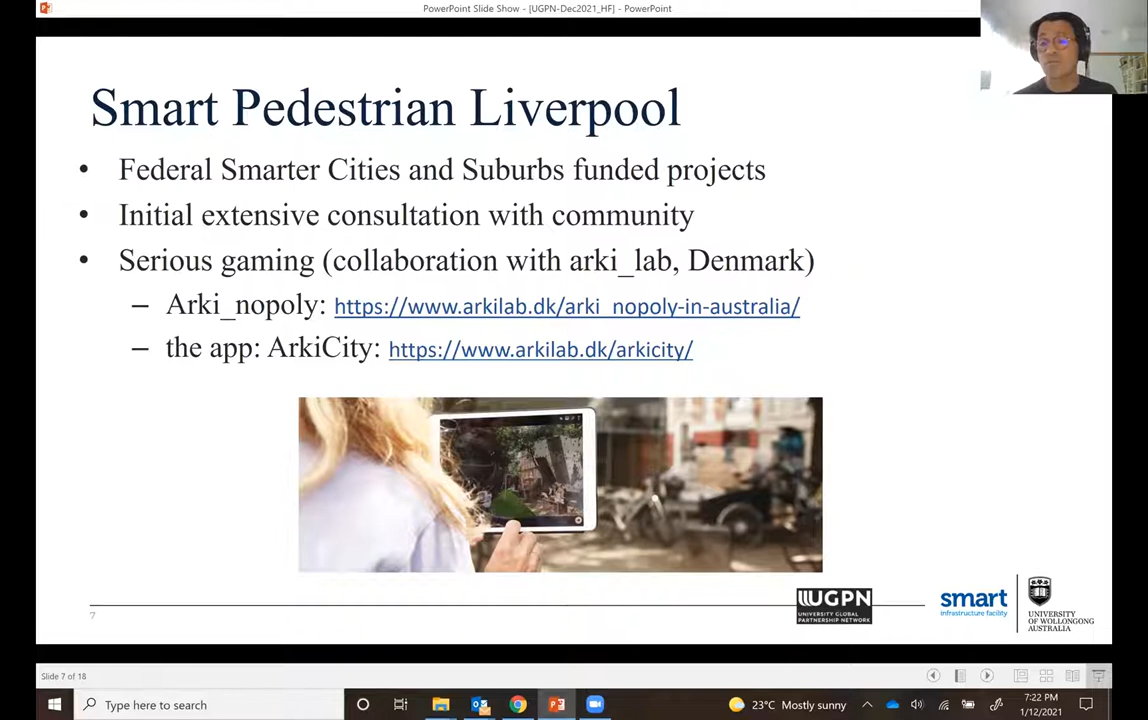 PowerPoint Slide Show - [UGPN-Dec2021_HF] - PowerPoint
Smart Pedestrian Liverpool
• Federal Smarter Cities and Suburbs funded projects
• Initial extensive consultation with community
• Serious gaming (collaboration with arki_lab, Denmark)
– Arki_nopoly: https://www.arkilab.dk/arki_nopoly-in-australia/
– the app: ArkiCity: https://www.arkilab.dk/arkicity/
7
UGPN
UNIVERSITY GLOBAL
PARTNERSHIP NETWORK
smart
infrastructure facility
UNIVERSITY
OF WOLLONGONG
AUSTRALIA
Slide 7 of 18
Type here to search
23°C Mostly sunny
7:22 PM
1/12/2021